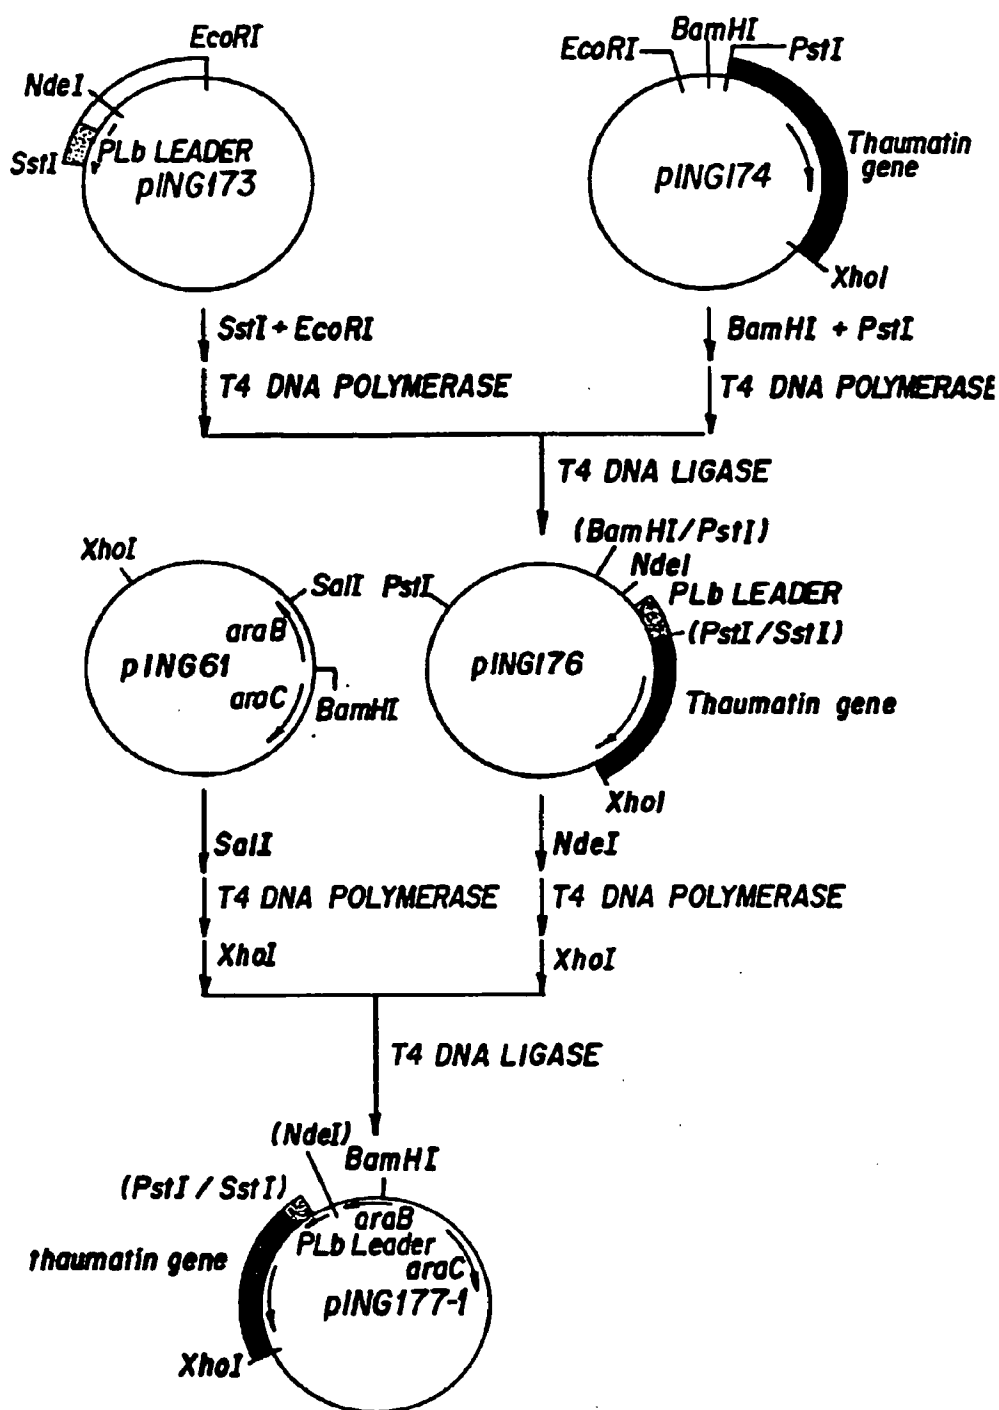 EcoRI
NdeI
SstI
PLb LEADER
pING173
BamHI
EcoRI
PstI
Thaumatin
gene
pING174
XhoI
SstI + EcoRI
BamHI + PstI
T4 DNA POLYMERASE
T4 DNA POLYMERASE
T4 DNA LIGASE
(BamHI/PstI)
XhoI
NdeI
SalI
PstI
PLb LEADER
araB
(PstI/SstI)
pING61
pING176
araC
BamHI
Thaumatin gene
XhoI
SalI
NdeI
T4 DNA POLYMERASE
T4 DNA POLYMERASE
XhoI
XhoI
T4 DNA LIGASE
(NdeI)
BamHI
(PstI / SstI)
araB
PLb Leader
thaumatin gene
araC
pING177-1
XhoI